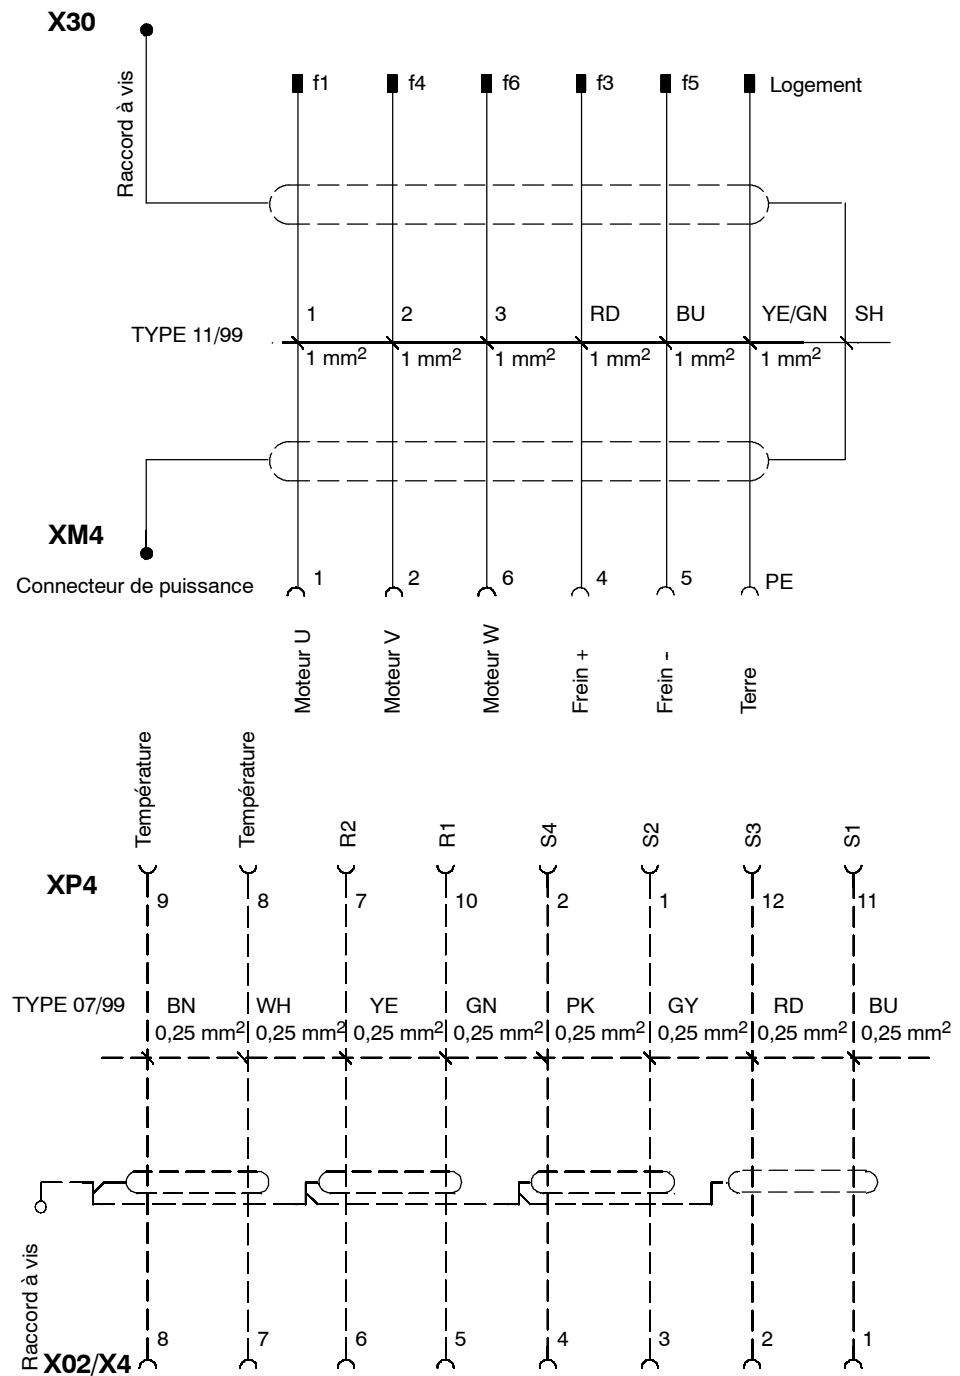 X30
Raccord à vis
f1 f4 f6 f3 f5 Logement
1 2 3 RD BU YE/GN SH
TYPE 11/99
1 mm² 1 mm² 1 mm² 1 mm² 1 mm² 1 mm²
XM4
Connecteur de puissance
1 2 6 4 5 PE
Moteur U
Moteur V
Moteur W
Frein +
Frein -
Terre
Température
Température
R2
R1
S4
S2
S3
S1
XP4
9 8 7 10 2 1 12 11
TYPE 07/99 BN WH YE GN PK GY RD BU
0,25 mm² 0,25 mm² 0,25 mm² 0,25 mm² 0,25 mm² 0,25 mm² 0,25 mm² 0,25 mm²
Raccord à vis
8 7 6 5 4 3 2 1
X02/X4